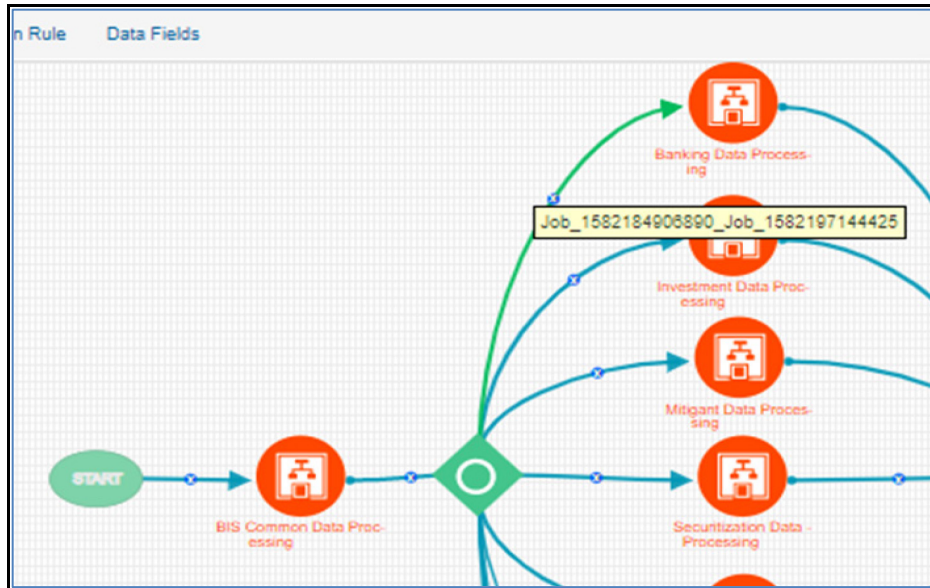 n Rule Data Fields
Banking Data Process-
ing
Job_1582184906890_Job_1582197144425
Investment Data Proc-
essing
Mitigant Data Proces-
sing
START
BIS Common Data Proc-
essing
Securitization Data -
Processing